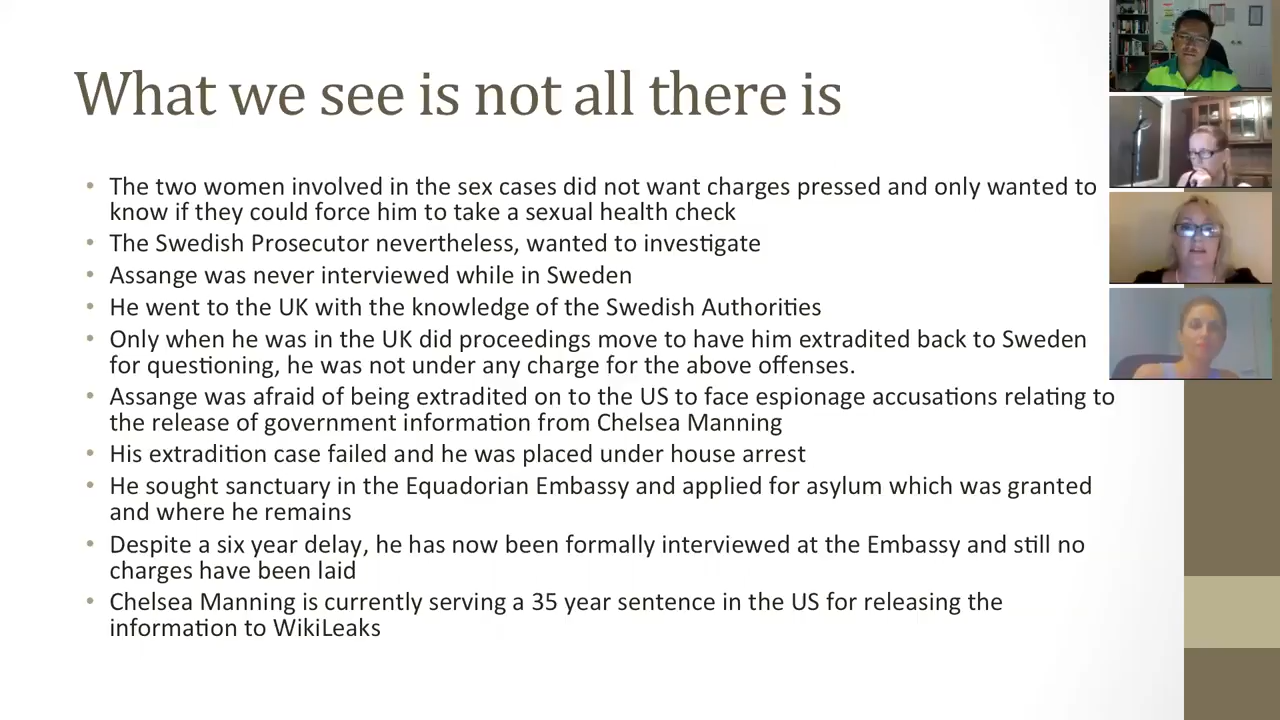 What we see is not all there is
• The two women involved in the sex cases did not want charges pressed and only wanted to
know if they could force him to take a sexual health check
• The Swedish Prosecutor nevertheless, wanted to investigate
• Assange was never interviewed while in Sweden
• He went to the UK with the knowledge of the Swedish Authorities
• Only when he was in the UK did proceedings move to have him extradited back to Sweden
for questioning, he was not under any charge for the above offenses.
• Assange was afraid of being extradited on to the US to face espionage accusations relating to
the release of government information from Chelsea Manning
• His extradition case failed and he was placed under house arrest
• He sought sanctuary in the Equadorian Embassy and applied for asylum which was granted
and where he remains
• Despite a six year delay, he has now been formally interviewed at the Embassy and still no
charges have been laid
• Chelsea Manning is currently serving a 35 year sentence in the US for releasing the
information to WikiLeaks